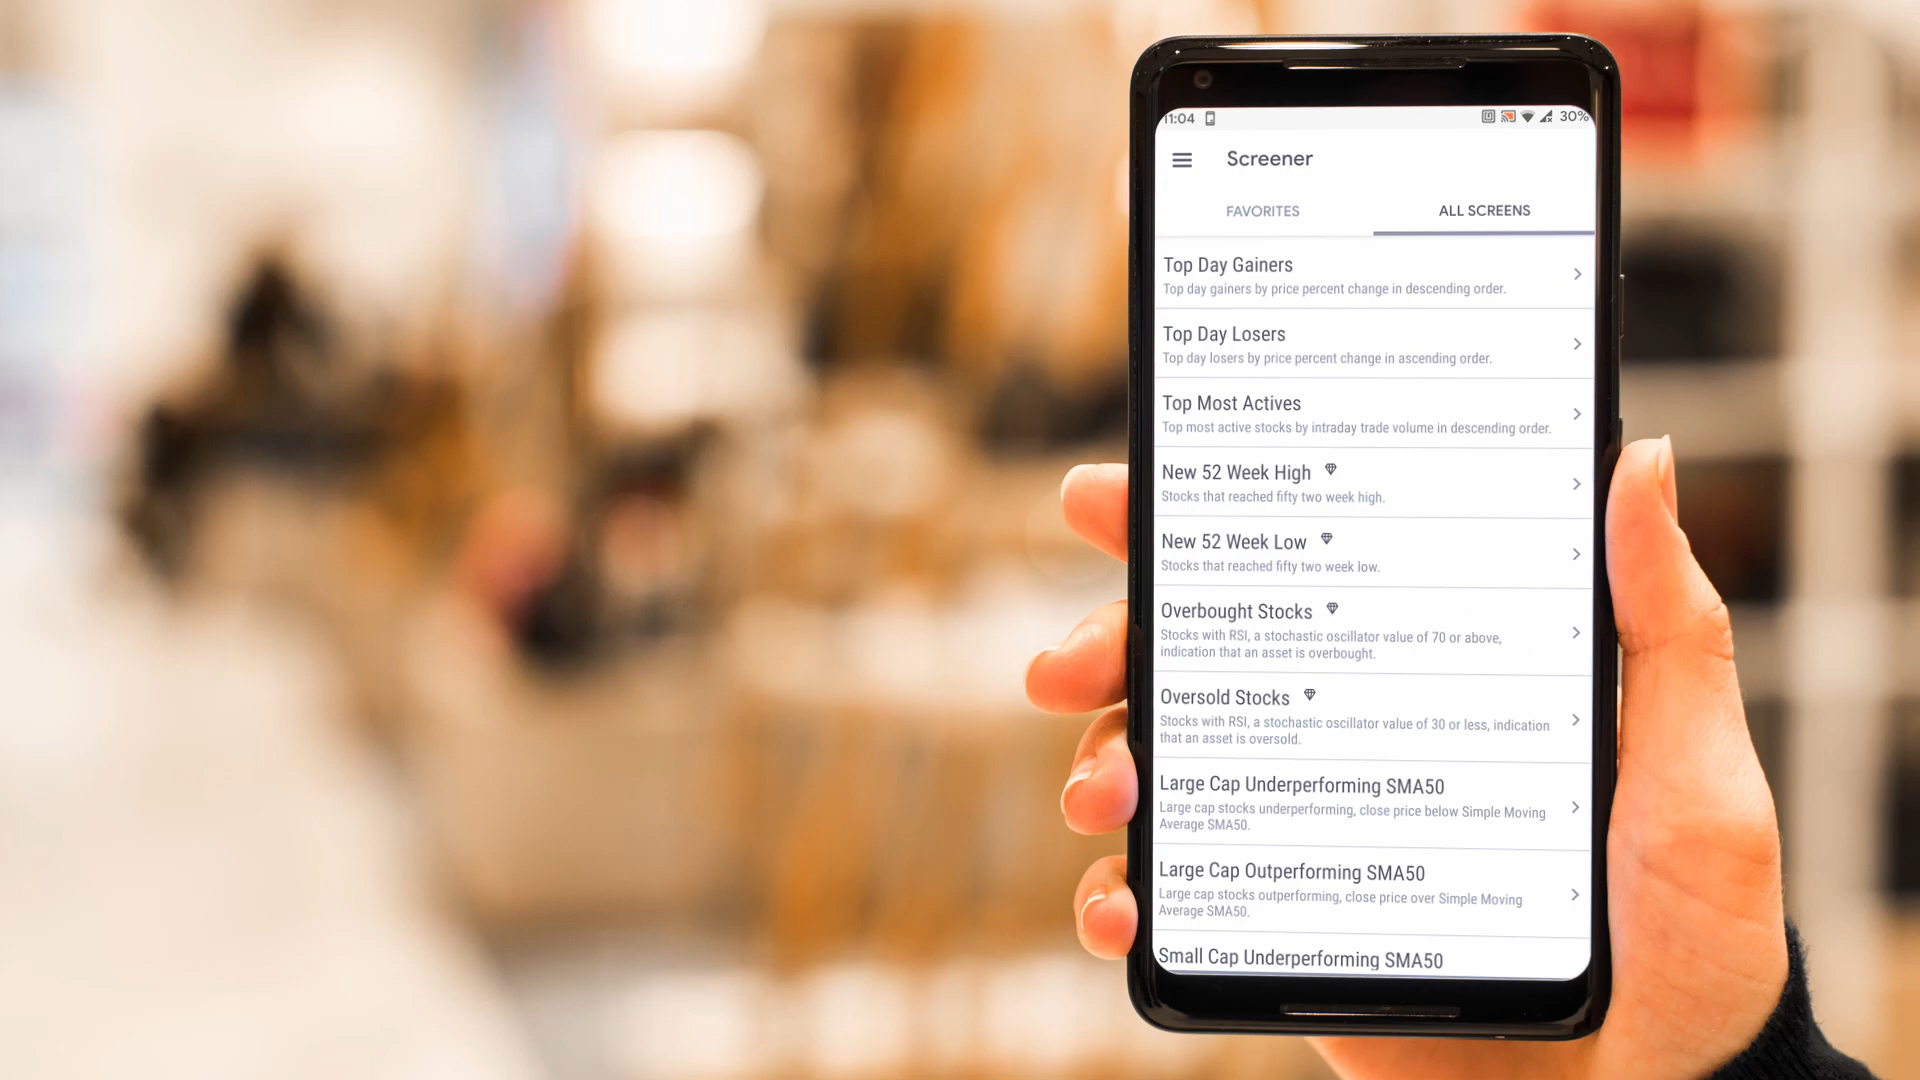 11:04 30%
Screener
FAVORITES ALL SCREENS
Top Day Gainers
Top day gainers by price percent change in descending order.
Top Day Losers
Top day losers by price percent change in ascending order.
Top Most Actives
Top most active stocks by intraday trade volume in descending order.
New 52 Week High
Stocks that reached fifty two week high.
New 52 Week Low
Stocks that reached fifty two week low.
Overbought Stocks
Stocks with RSI, a stochastic oscillator value of 70 or above,
indication that an asset is overbought.
Oversold Stocks
Stocks with RSI, a stochastic oscillator value of 30 or less, indication
that an asset is oversold.
Large Cap Underperforming SMA50
Large cap stocks underperforming, close price below Simple Moving
Average SMA50.
Large Cap Outperforming SMA50
Large cap stocks outperforming, close price over Simple Moving
Average SMA50.
Small Cap Underperforming SMA50